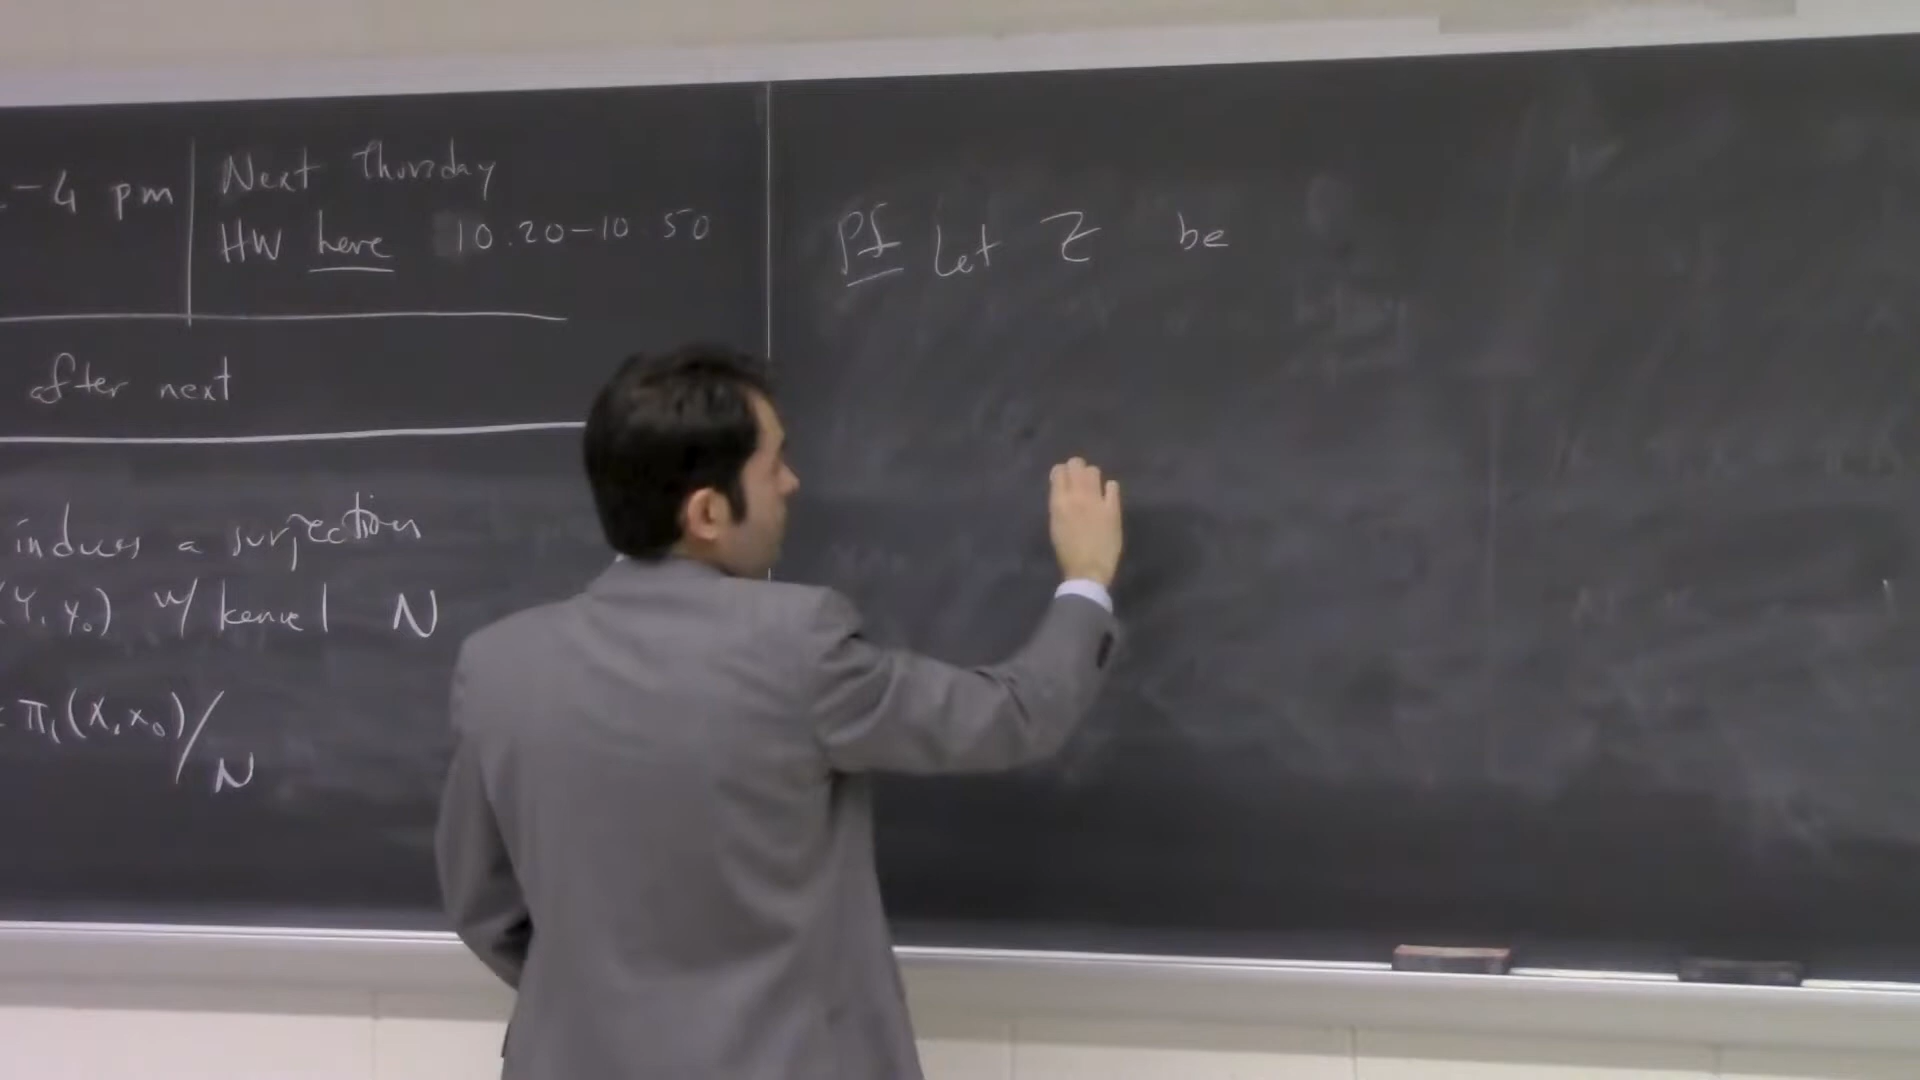 -4 pm
Next Thursday
HW here 10.20-10 50
after next
induces a surjection
(Y, y₀) w/ kernel N
π₁(X, x₀)/N
Pf Let Z be